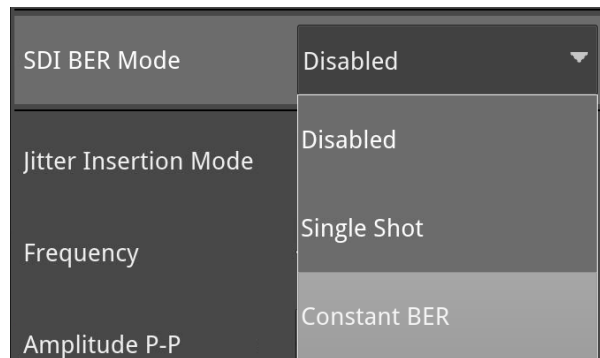 SDI BER Mode
Disabled
Disabled
Jitter Insertion Mode
Single Shot
Frequency
Constant BER
Amplitude P-P